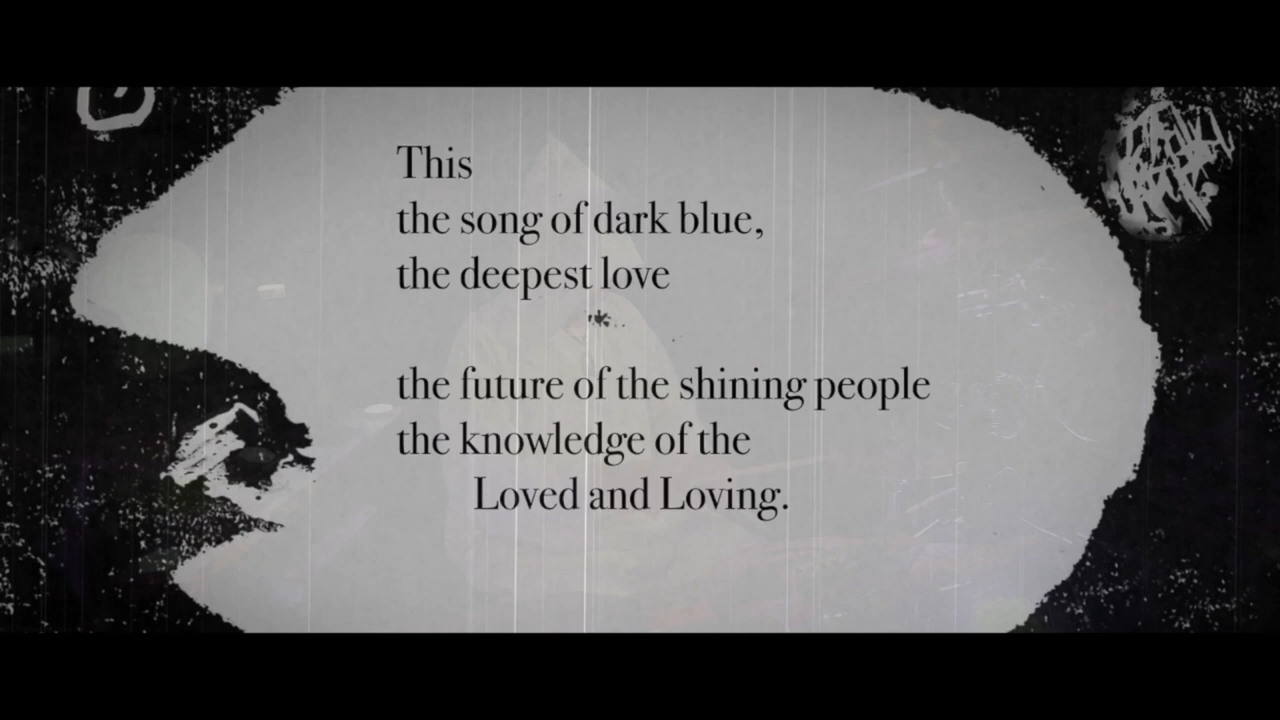 This
the song of dark blue,
the deepest love
the future of the shining people
the knowledge of the
Loved and Loving.